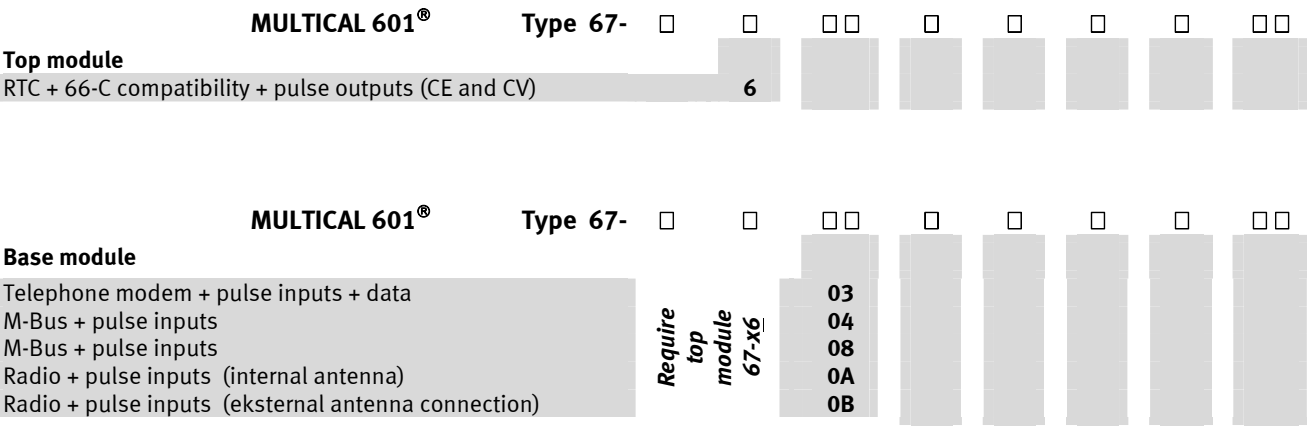 MULTICAL 601® Type 67- □ □ □□ □ □ □ □ □□
Top module
RTC + 66-C compatibility + pulse outputs (CE and CV) 6
MULTICAL 601® Type 67- □ □ □□ □ □ □ □ □□
Base module
Require
top
module
67-x6
Telephone modem + pulse inputs + data 03
M-Bus + pulse inputs 04
M-Bus + pulse inputs 08
Radio + pulse inputs (internal antenna) 0A
Radio + pulse inputs (eksternal antenna connection) 0B